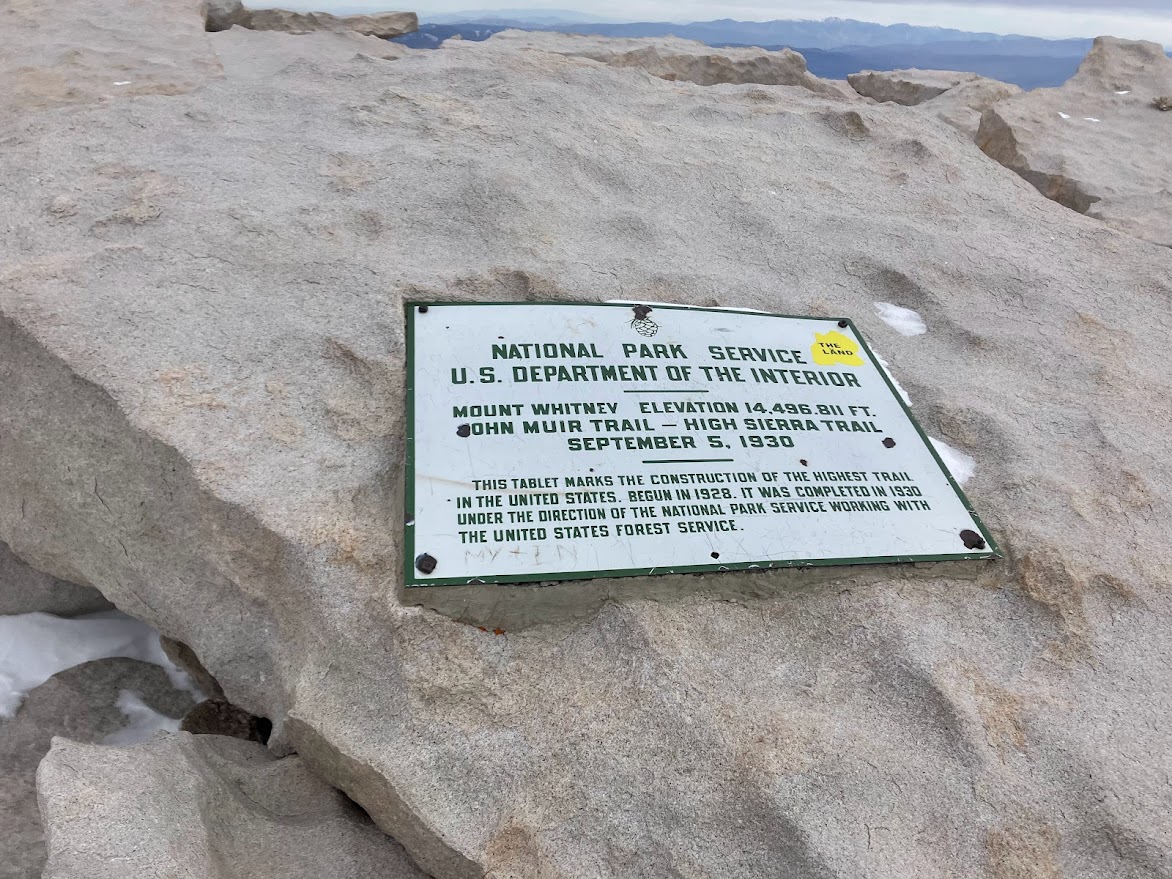 NATIONAL PARK SERVICE
THE
LAND
U.S. DEPARTMENT OF THE INTERIOR
MOUNT WHITNEY ELEVATION 14,496.811 FT.
JOHN MUIR TRAIL — HIGH SIERRA TRAIL
SEPTEMBER 5, 1930
THIS TABLET MARKS THE CONSTRUCTION OF THE HIGHEST TRAIL
IN THE UNITED STATES. BEGUN IN 1928. IT WAS COMPLETED IN 1930
UNDER THE DIRECTION OF THE NATIONAL PARK SERVICE WORKING WITH
THE UNITED STATES FOREST SERVICE.